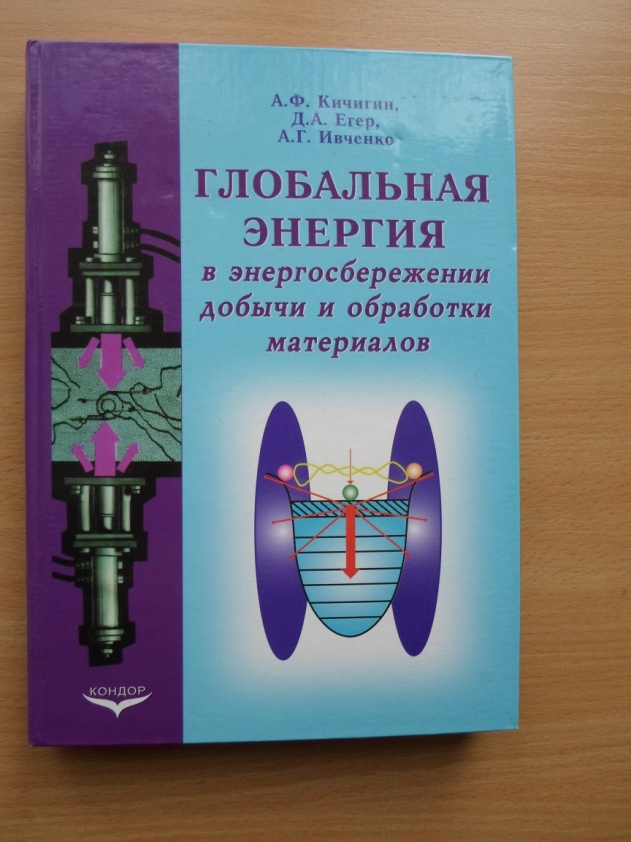 А.Ф. Кичигин,
Д.А. Егер,
А.Г. Ивченко
ГЛОБАЛЬНАЯ
ЭНЕРГИЯ
в энергосбережении
добычи и обработки
материалов
КОНДОР